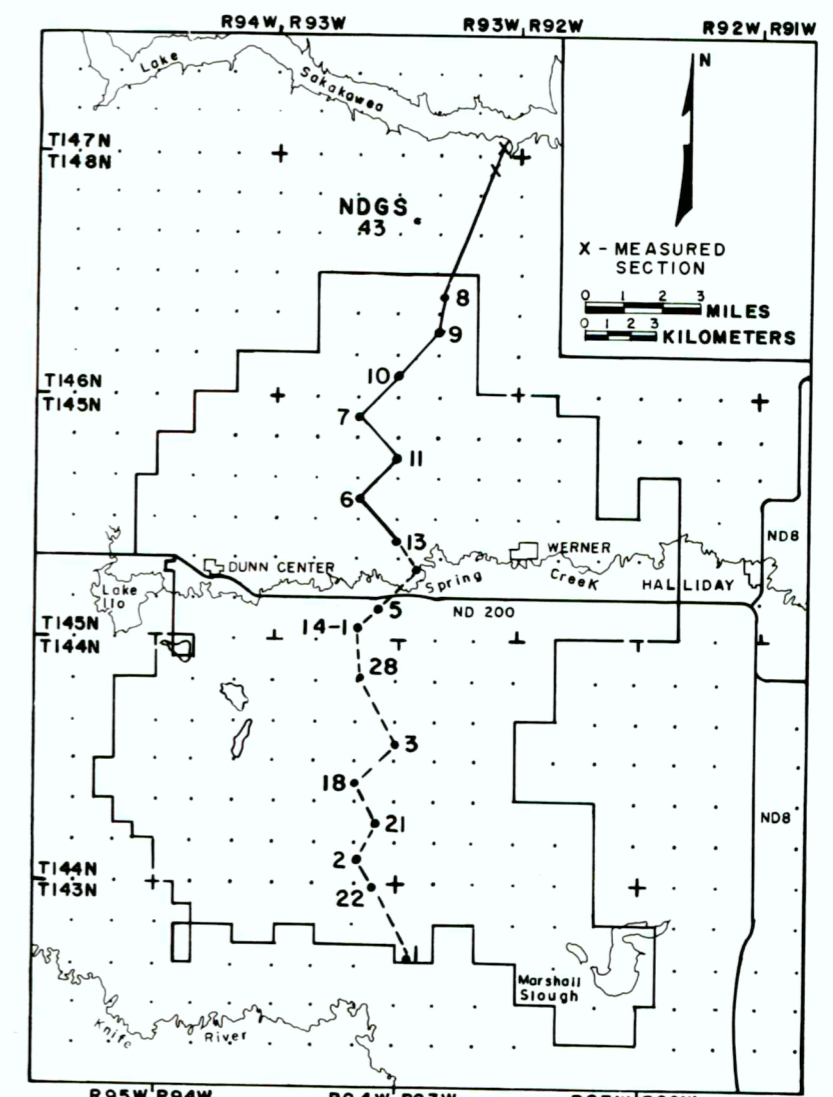 R94W R93W
R93W R92W
R92W R91W
Lake
Sakakawea
N
T147N
T148N
NDGS
43
X - MEASURED
SECTION
0 1 2 3
MILES
0 1 2 3
KILOMETERS
8
9
T146N
T145N
10
7
11
6
13
ND8
DUNN CENTER
WERNER
Spring
Creek
HALLIDAY
Lake
Ilo
5
ND 200
T145N
T144N
14-1
28
3
18
21
ND8
2
T144N
T143N
22
1
Marshall
Slough
Knife
River
R95W R94W